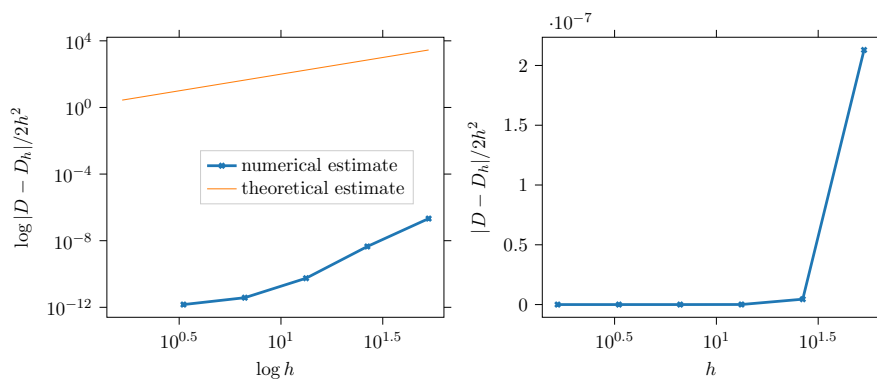 10^4
10^0
10^{-4}
10^{-8}
10^{-12}
log |D − D_h|/2h^2
numerical estimate
theoretical estimate
10^{0.5}
10^1
10^{1.5}
log h
·10^{-7}
2
1.5
1
0.5
0
|D − D_h|/2h^2
10^{0.5}
10^1
10^{1.5}
h